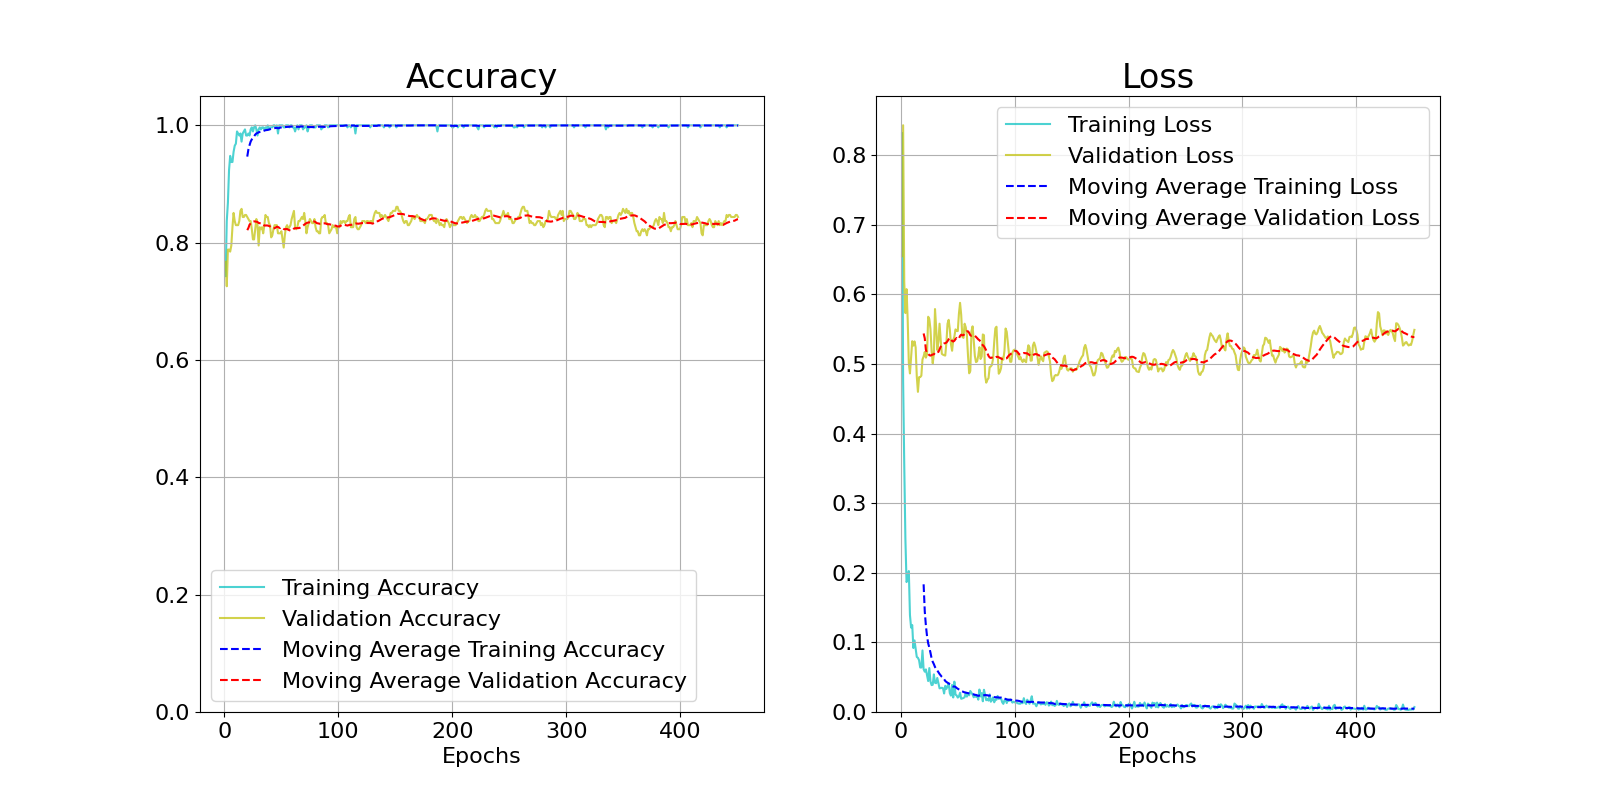 Accuracy
1.0
0.8
0.6
0.4
0.2
0.0
Training Accuracy
Validation Accuracy
Moving Average Training Accuracy
Moving Average Validation Accuracy
0 100 200 300 400
Epochs
Loss
0.8
0.7
0.6
0.5
0.4
0.3
0.2
0.1
0.0
Training Loss
Validation Loss
Moving Average Training Loss
Moving Average Validation Loss
0 100 200 300 400
Epochs